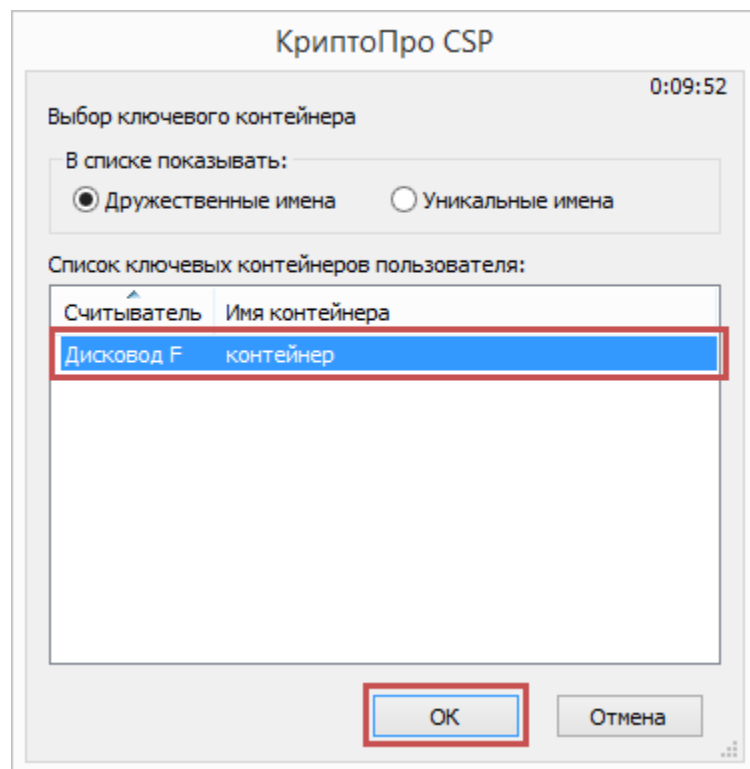 КриптоПро CSP
0:09:52
Выбор ключевого контейнера
В списке показывать:
Дружественные имена Уникальные имена
Список ключевых контейнеров пользователя:
Считыватель Имя контейнера
Дисковод F контейнер
ОК Отмена